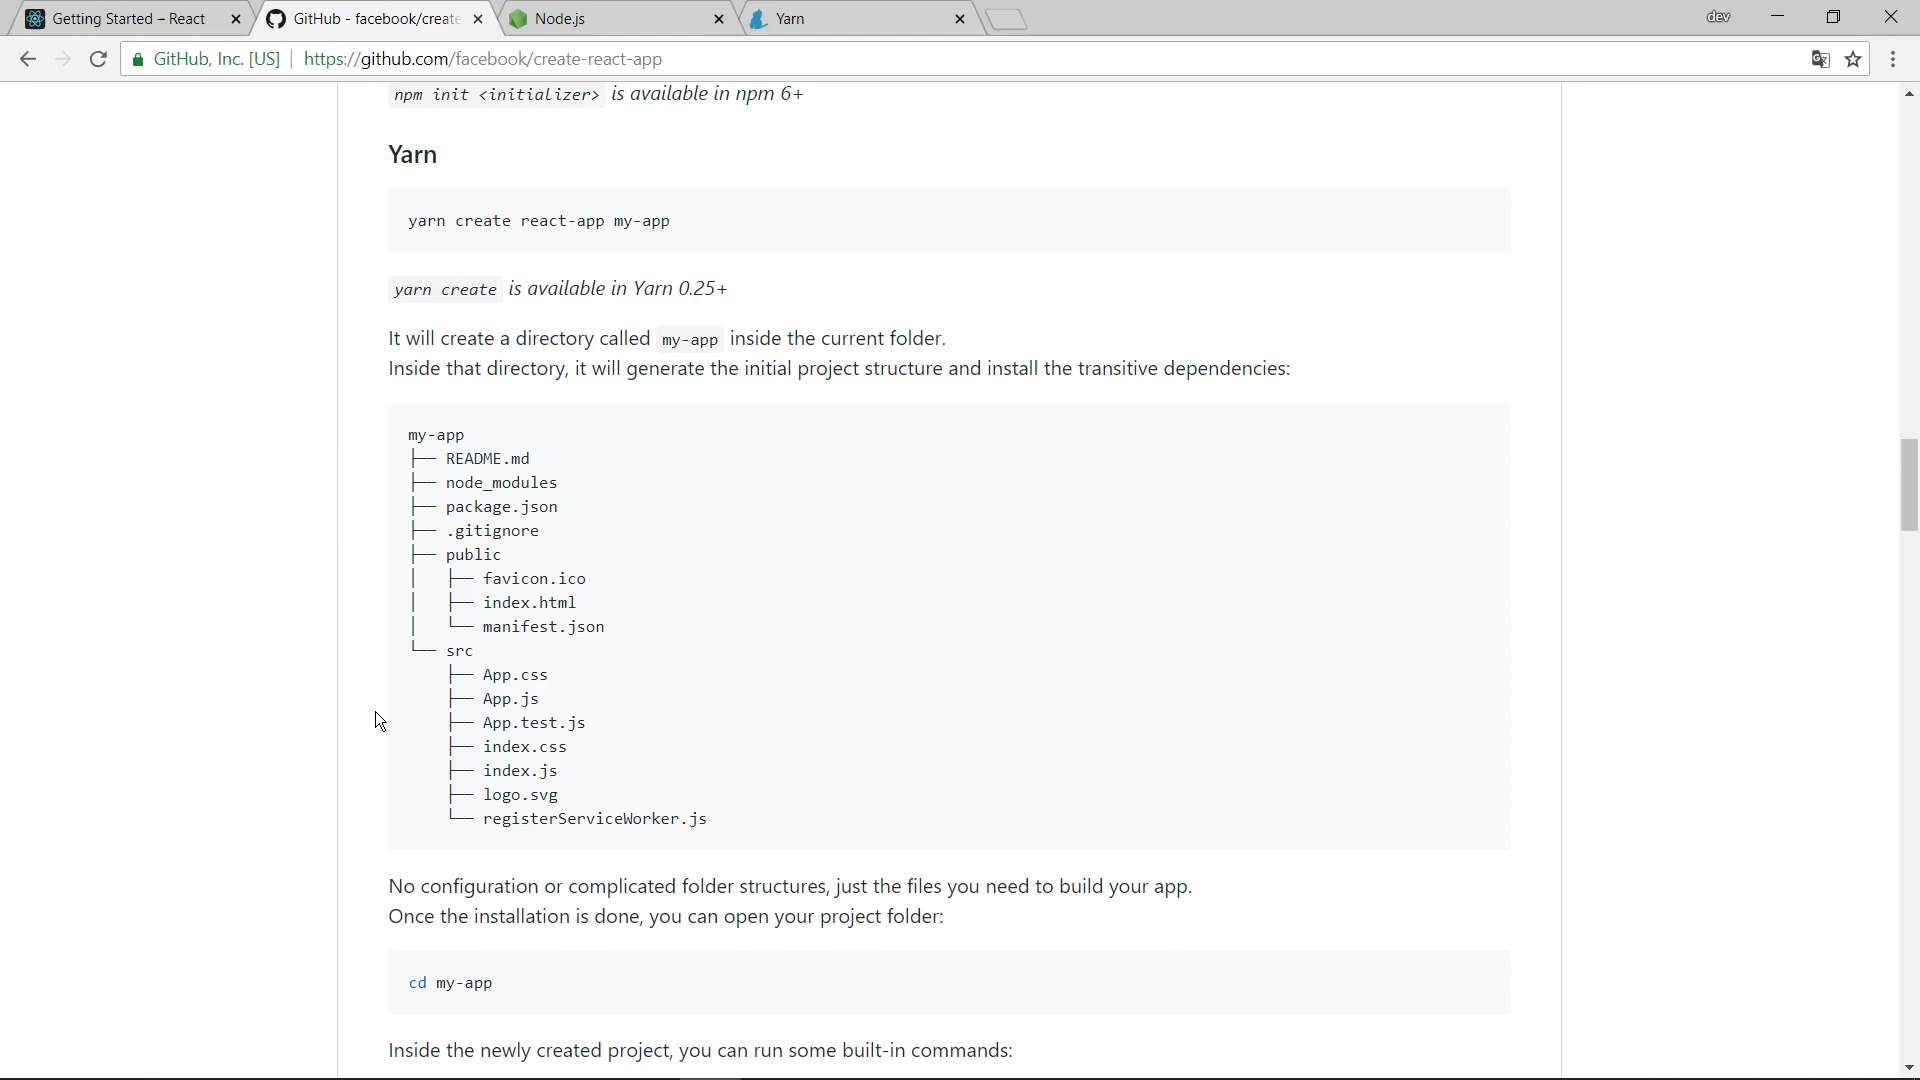 Getting Started – React
GitHub - facebook/create
Node.js
Yarn
dev
GitHub, Inc. [US]
https://github.com/facebook/create-react-app
npm init <initializer> is available in npm 6+
Yarn
yarn create react-app my-app
yarn create is available in Yarn 0.25+
It will create a directory called my-app inside the current folder.
Inside that directory, it will generate the initial project structure and install the transitive dependencies:
my-app
├── README.md
├── node_modules
├── package.json
├── .gitignore
├── public
│   ├── favicon.ico
│   ├── index.html
│   └── manifest.json
└── src
    ├── App.css
    ├── App.js
    ├── App.test.js
    ├── index.css
    ├── index.js
    ├── logo.svg
    └── registerServiceWorker.js
No configuration or complicated folder structures, just the files you need to build your app.
Once the installation is done, you can open your project folder:
cd my-app
Inside the newly created project, you can run some built-in commands: